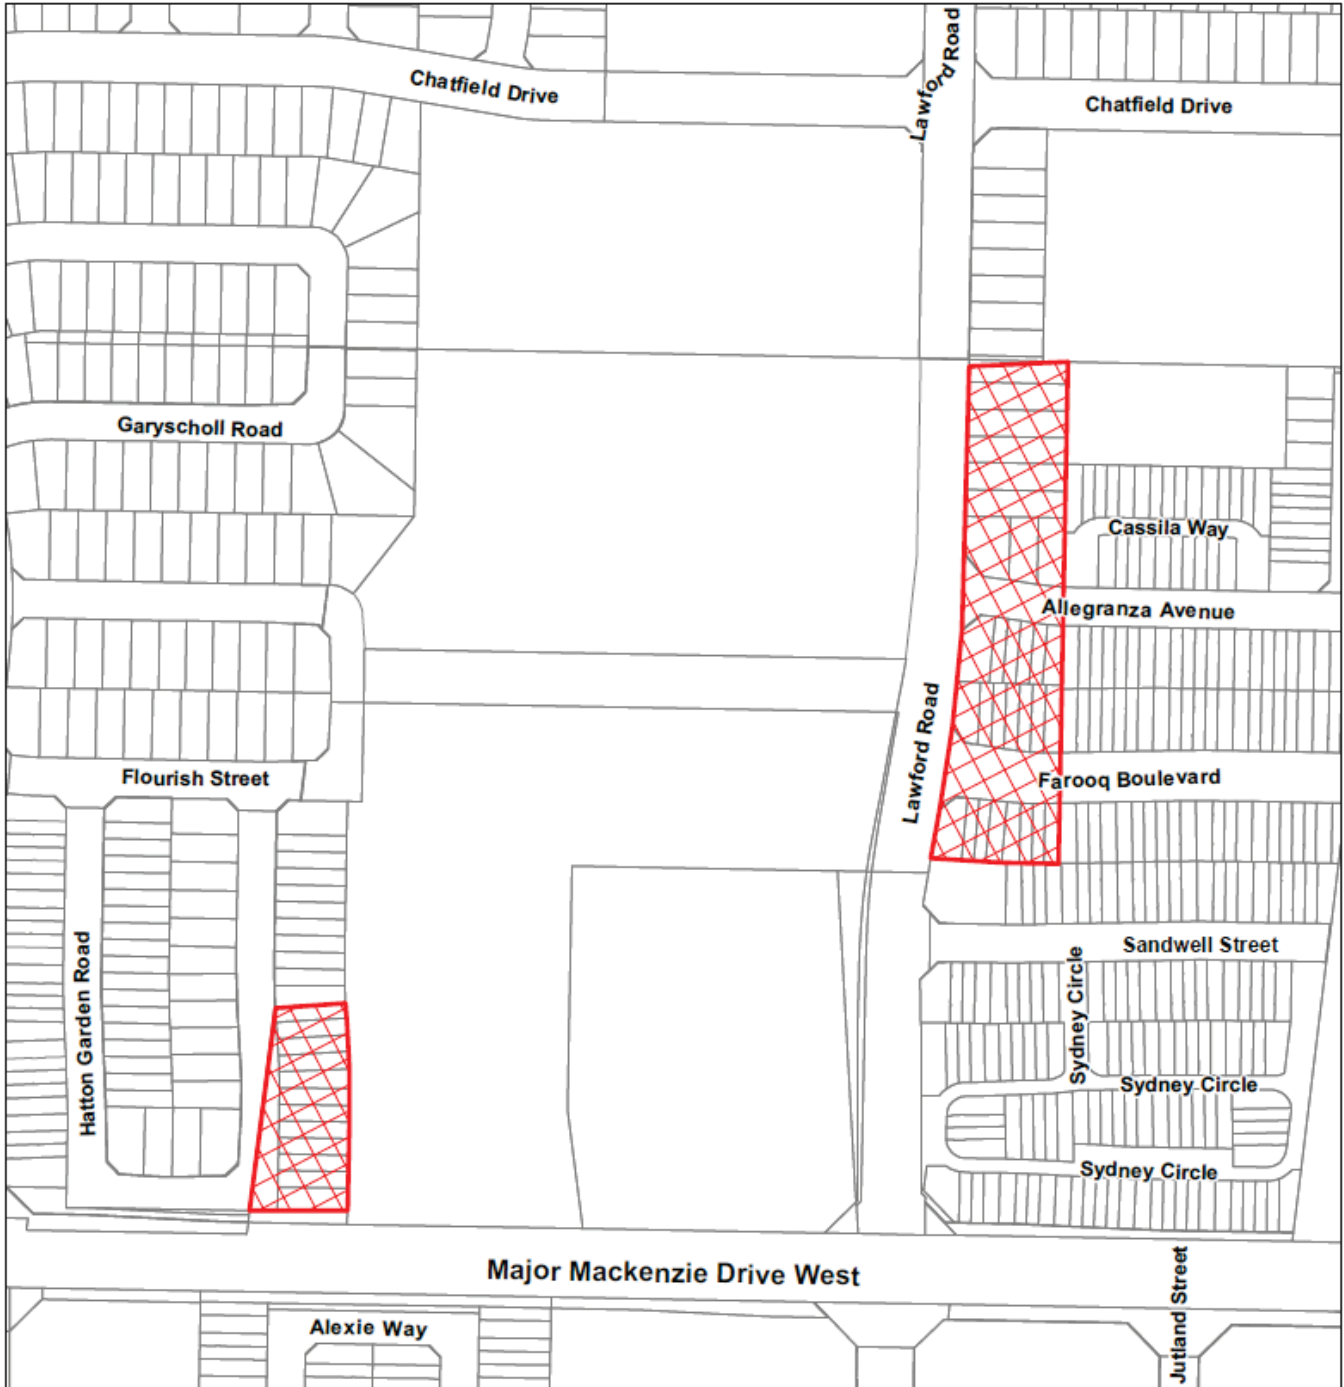 Lawford Road
Chatfield Drive
Chatfield Drive
Garyscholl Road
Cassila Way
Allegranza Avenue
Lawford Road
Flourish Street
Farooq Boulevard
Hatton Garden Road
Sandwell Street
Sydney Circle
Sydney Circle
Sydney Circle
Major Mackenzie Drive West
Jutland Street
Alexie Way